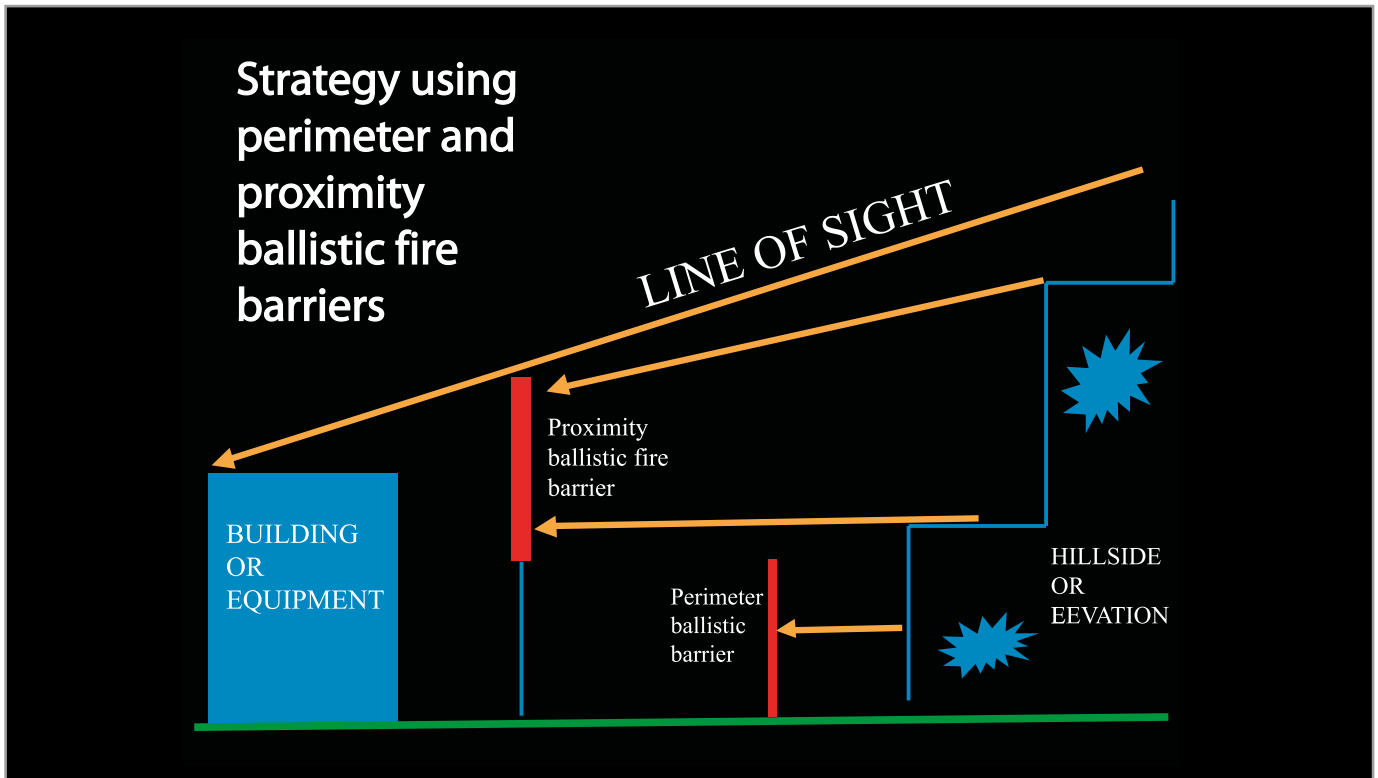 Strategy using
perimeter and
proximity
ballistic fire
barriers
LINE OF SIGHT
Proximity
ballistic fire
barrier
BUILDING
OR
EQUIPMENT
Perimeter
ballistic
barrier
HILLSIDE
OR
EEVATION